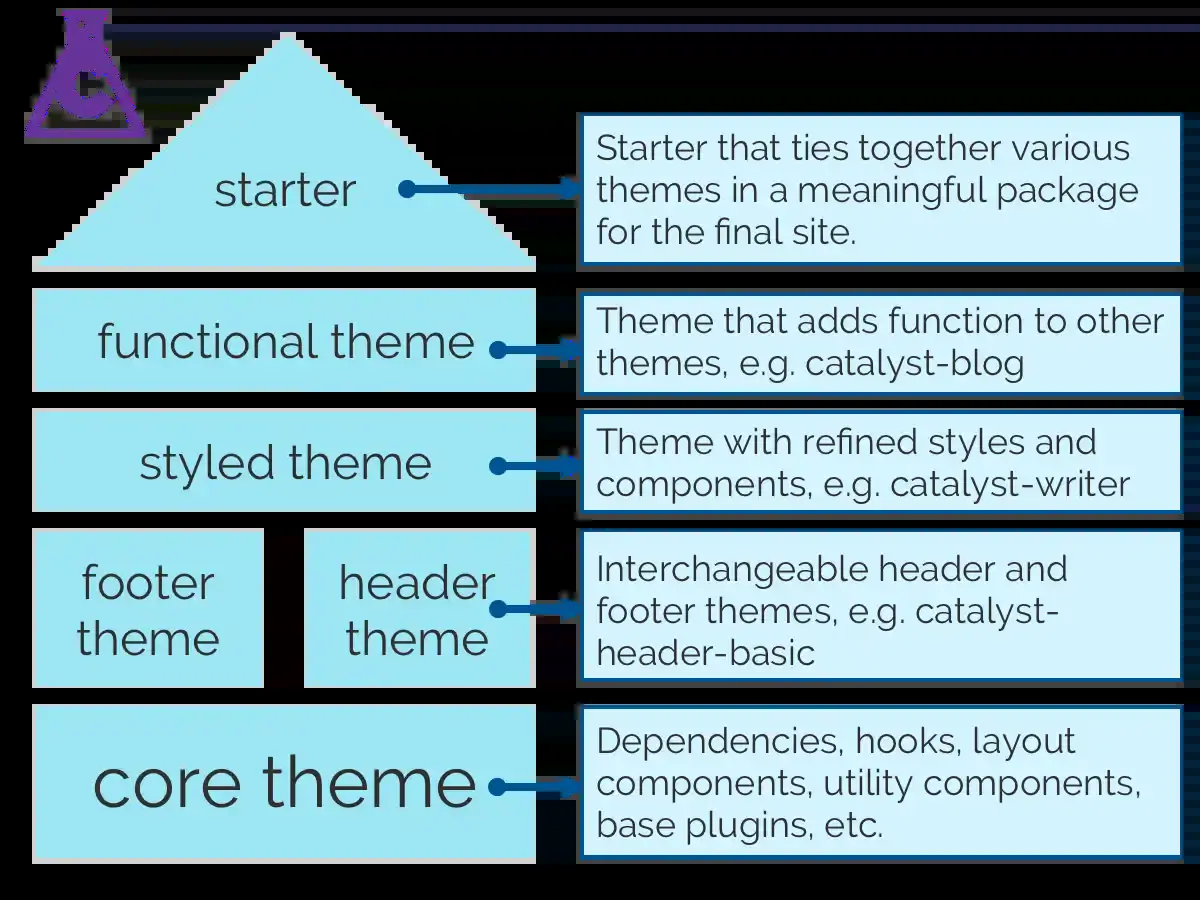 C
starter
Starter that ties together various
themes in a meaningful package
for the final site.
functional theme
Theme that adds function to other
themes, e.g. catalyst-blog
styled theme
Theme with refined styles and
components, e.g. catalyst-writer
footer
theme
header
theme
Interchangeable header and
footer themes, e.g. catalyst-
header-basic
core theme
Dependencies, hooks, layout
components, utility components,
base plugins, etc.